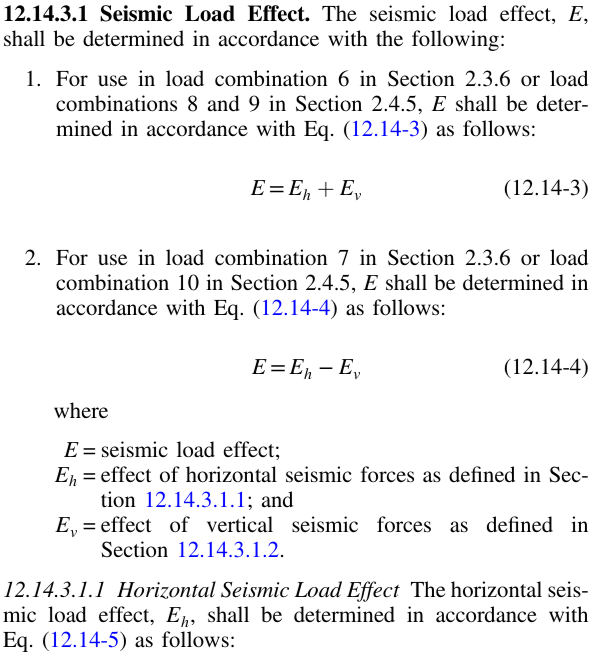 12.14.3.1 Seismic Load Effect. The seismic load effect, E,
shall be determined in accordance with the following:
1. For use in load combination 6 in Section 2.3.6 or load
combinations 8 and 9 in Section 2.4.5, E shall be deter-
mined in accordance with Eq. (12.14-3) as follows:
E = E_h + E_v (12.14-3)
2. For use in load combination 7 in Section 2.3.6 or load
combination 10 in Section 2.4.5, E shall be determined in
accordance with Eq. (12.14-4) as follows:
E = E_h − E_v (12.14-4)
where
E = seismic load effect;
E_h = effect of horizontal seismic forces as defined in Sec-
tion 12.14.3.1.1; and
E_v = effect of vertical seismic forces as defined in
Section 12.14.3.1.2.
12.14.3.1.1 Horizontal Seismic Load Effect The horizontal seis-
mic load effect, E_h, shall be determined in accordance with
Eq. (12.14-5) as follows: